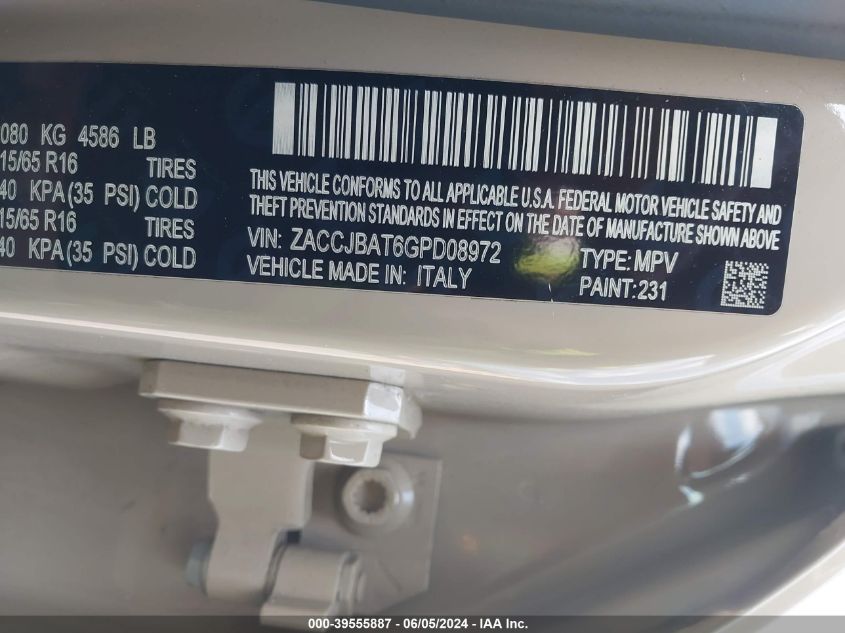 080 KG 4586 LB
15/65 R16 TIRES
40 KPA(35 PSI) COLD
15/65 R16 TIRES
40 KPA(35 PSI) COLD
THIS VEHICLE CONFORMS TO ALL APPLICABLE U.S.A. FEDERAL MOTOR VEHICLE SAFETY AND
THEFT PREVENTION STANDARDS IN EFFECT ON THE DATE OF MANUFACTURE SHOWN ABOVE
VIN: ZACCJBAT6GPD08972 TYPE: MPV
VEHICLE MADE IN: ITALY PAINT: 231
000-39555887 - 06/05/2024 - IAA Inc.